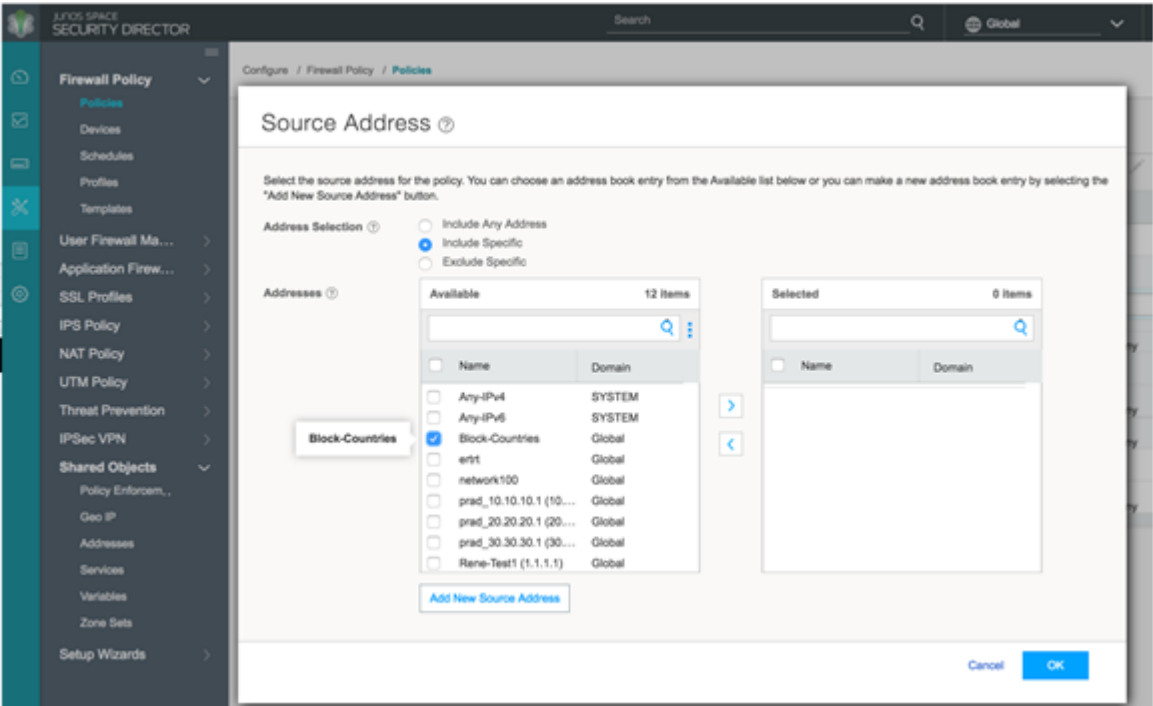 JUNOS SPACE
SECURITY DIRECTOR
Search
Global
Firewall Policy
Policies
Devices
Schedules
Profiles
Templates
User Firewall Ma...
Application Firew...
SSL Profiles
IPS Policy
NAT Policy
UTM Policy
Threat Prevention
IPSec VPN
Shared Objects
Policy Enforcem..
Geo IP
Addresses
Services
Variables
Zone Sets
Setup Wizards
Configure / Firewall Policy / Policies
Source Address
Select the source address for the policy. You can choose an address book entry from the Available list below or you can make a new address book entry by selecting the
"Add New Source Address" button.
Address Selection
Include Any Address
Include Specific
Exclude Specific
Addresses
Available 12 items
Name Domain
Any-IPv4 SYSTEM
Any-IPv6 SYSTEM
Block-Countries
Block-Countries Global
ertrt Global
network100 Global
prad_10.10.10.1 (10.... Global
prad_20.20.20.1 (20.... Global
prad_30.30.30.1 (30.... Global
Rene-Test1 (1.1.1.1) Global
Selected 0 items
Name Domain
Add New Source Address
Cancel OK